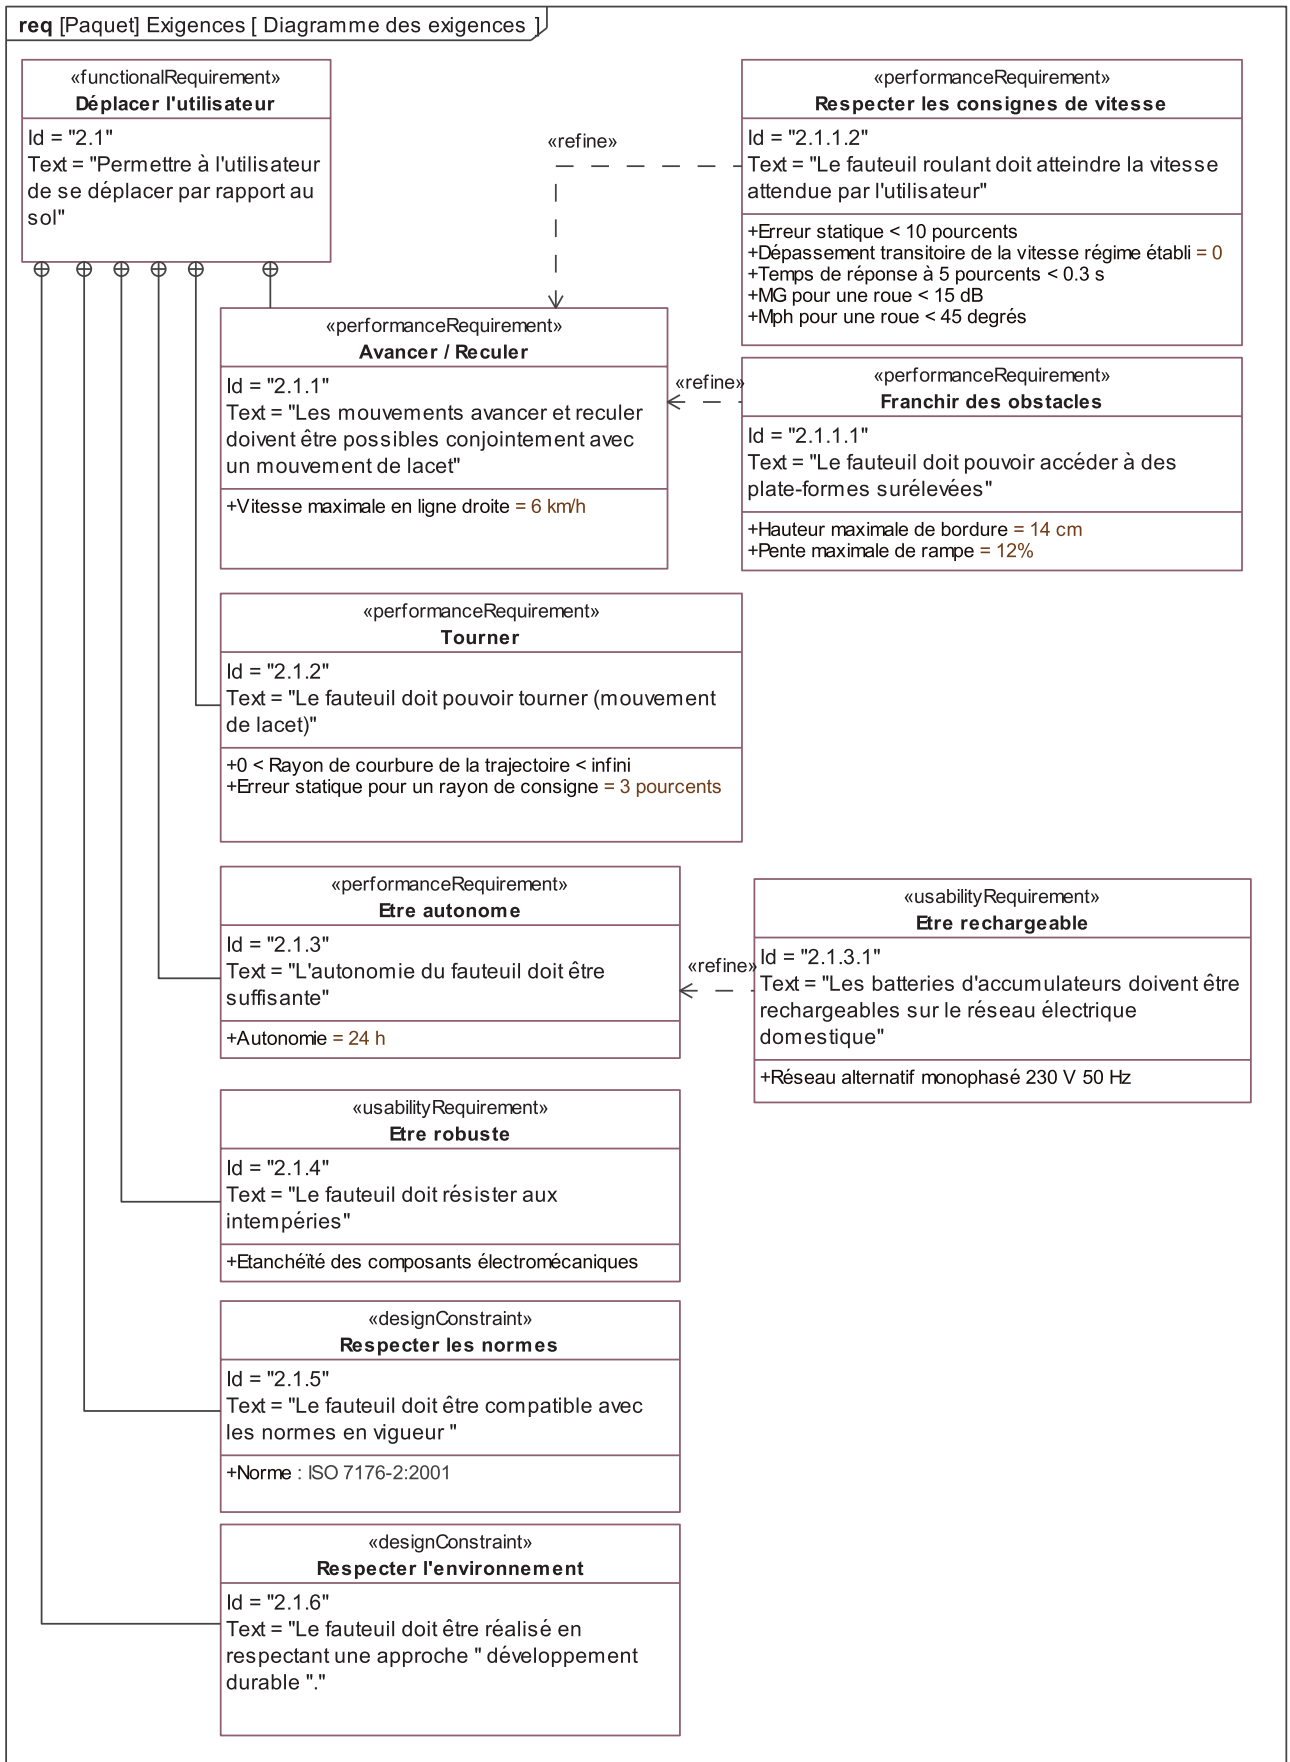 req [Paquet] Exigences [ Diagramme des exigences ]
«functionalRequirement»
Déplacer l'utilisateur
Id = "2.1"
Text = "Permettre à l'utilisateur
de se déplacer par rapport au
sol"
«performanceRequirement»
Respecter les consignes de vitesse
Id = "2.1.1.2"
Text = "Le fauteuil roulant doit atteindre la vitesse
attendue par l'utilisateur"
+Erreur statique < 10 pourcents
+Dépassement transitoire de la vitesse régime établi = 0
+Temps de réponse à 5 pourcents < 0.3 s
+MG pour une roue < 15 dB
+Mph pour une roue < 45 degrés
«refine»
«performanceRequirement»
Avancer / Reculer
Id = "2.1.1"
Text = "Les mouvements avancer et reculer
doivent être possibles conjointement avec
un mouvement de lacet"
+Vitesse maximale en ligne droite = 6 km/h
«refine»
«performanceRequirement»
Franchir des obstacles
Id = "2.1.1.1"
Text = "Le fauteuil doit pouvoir accéder à des
plate-formes surélevées"
+Hauteur maximale de bordure = 14 cm
+Pente maximale de rampe = 12%
«performanceRequirement»
Tourner
Id = "2.1.2"
Text = "Le fauteuil doit pouvoir tourner (mouvement
de lacet)"
+0 < Rayon de courbure de la trajectoire < infini
+Erreur statique pour un rayon de consigne = 3 pourcents
«performanceRequirement»
Etre autonome
Id = "2.1.3"
Text = "L'autonomie du fauteuil doit être
suffisante"
+Autonomie = 24 h
«refine»
«usabilityRequirement»
Etre rechargeable
Id = "2.1.3.1"
Text = "Les batteries d'accumulateurs doivent être
rechargeables sur le réseau électrique
domestique"
+Réseau alternatif monophasé 230 V 50 Hz
«usabilityRequirement»
Etre robuste
Id = "2.1.4"
Text = "Le fauteuil doit résister aux
intempéries"
+Etanchéïté des composants électromécaniques
«designConstraint»
Respecter les normes
Id = "2.1.5"
Text = "Le fauteuil doit être compatible avec
les normes en vigueur "
+Norme : ISO 7176-2:2001
«designConstraint»
Respecter l'environnement
Id = "2.1.6"
Text = "Le fauteuil doit être réalisé en
respectant une approche " développement
durable "."